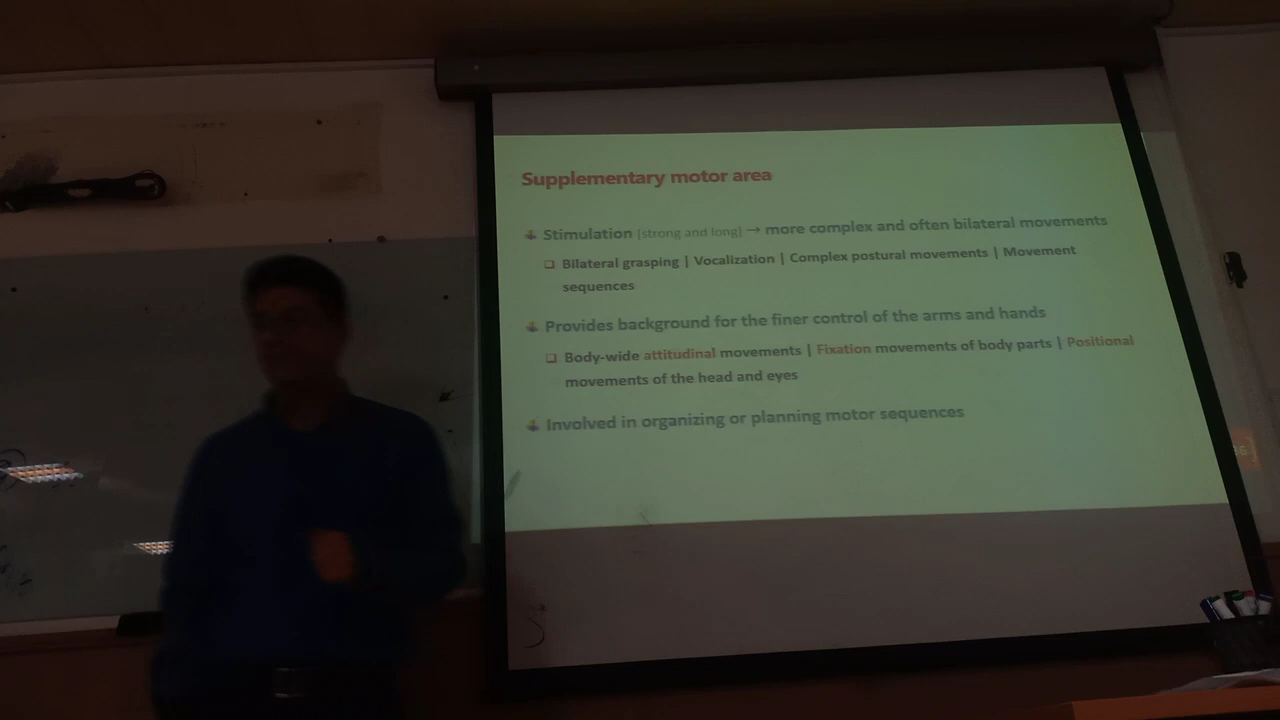 Supplementary motor area
Stimulation [strong and long] → more complex and often bilateral movements
Bilateral grasping | Vocalization | Complex postural movements | Movement
sequences
Provides background for the finer control of the arms and hands
Body-wide attitudinal movements | Fixation movements of body parts | Positional
movements of the head and eyes
Involved in organizing or planning motor sequences